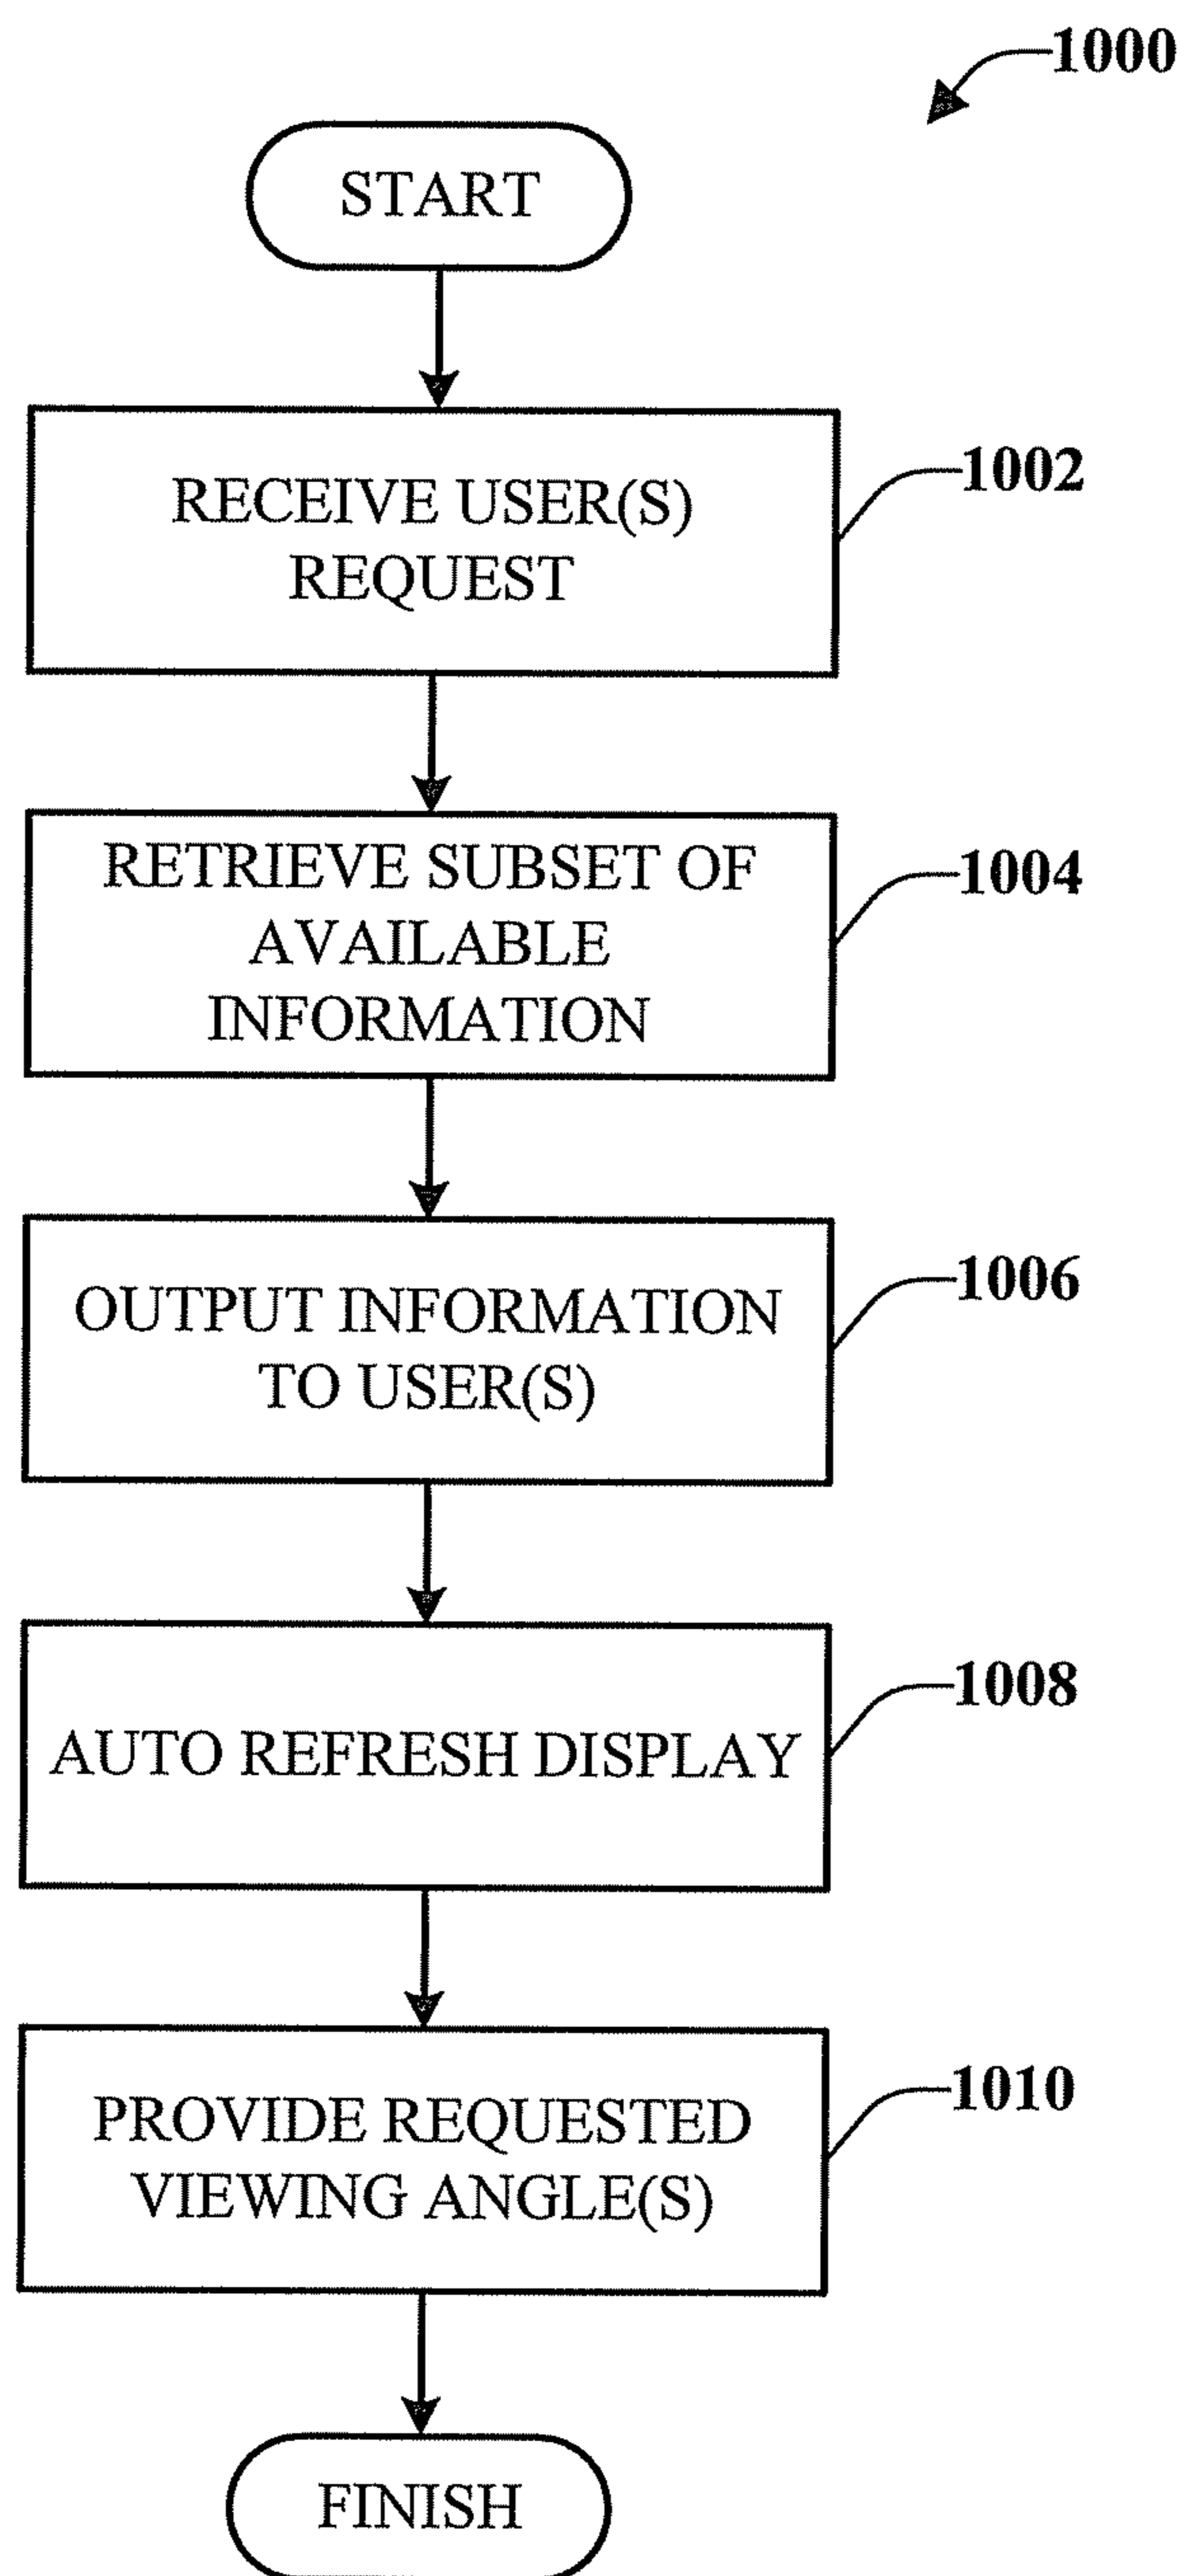 1000
START
RECEIVE USER(S)
REQUEST
1002
RETRIEVE SUBSET OF
AVAILABLE
INFORMATION
1004
OUTPUT INFORMATION
TO USER(S)
1006
AUTO REFRESH DISPLAY
1008
PROVIDE REQUESTED
VIEWING ANGLE(S)
1010
FINISH